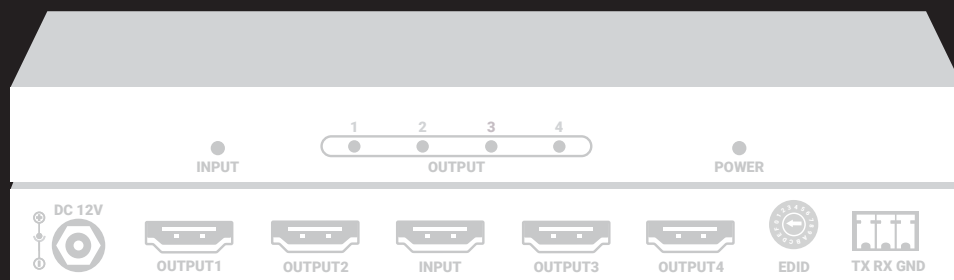 1 2 3 4
INPUT OUTPUT POWER
DC 12V
OUTPUT1 OUTPUT2 INPUT OUTPUT3 OUTPUT4 EDID TX RX GND